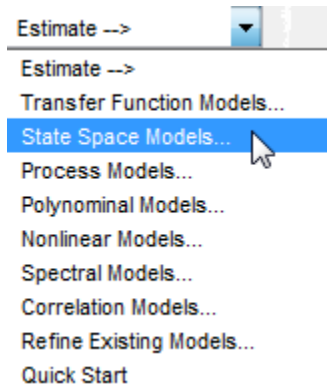 Estimate -->
Estimate -->
Transfer Function Models...
State Space Models...
Process Models...
Polynominal Models...
Nonlinear Models...
Spectral Models...
Correlation Models...
Refine Existing Models...
Quick Start